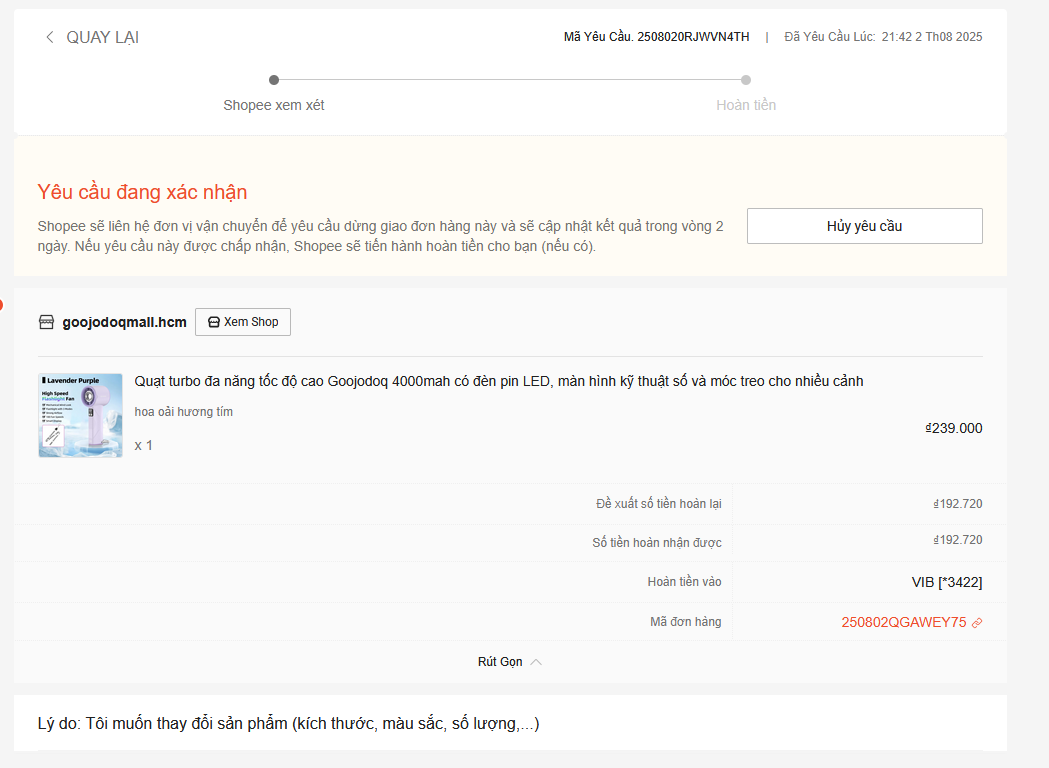 QUAY LẠI
Mã Yêu Cầu. 2508020RJWVN4TH | Đã Yêu Cầu Lúc: 21:42 2 Th08 2025
Shopee xem xét
Hoàn tiền
Yêu cầu đang xác nhận
Shopee sẽ liên hệ đơn vị vận chuyển để yêu cầu dừng giao đơn hàng này và sẽ cập nhật kết quả trong vòng 2
ngày. Nếu yêu cầu này được chấp nhận, Shopee sẽ tiến hành hoàn tiền cho bạn (nếu có).
Hủy yêu cầu
goojodoqmall.hcm
Xem Shop
Lavender Purple
High Speed
Flashlight Fan
Quạt turbo đa năng tốc độ cao Goojodoq 4000mah có đèn pin LED, màn hình kỹ thuật số và móc treo cho nhiều cảnh
hoa oải hương tím
x 1
₫239.000
Đề xuất số tiền hoàn lại
₫192.720
Số tiền hoàn nhận được
₫192.720
Hoàn tiền vào
VIB [*3422]
Mã đơn hàng
250802QGAWEY75
Rút Gọn
Lý do: Tôi muốn thay đổi sản phẩm (kích thước, màu sắc, số lượng,...)